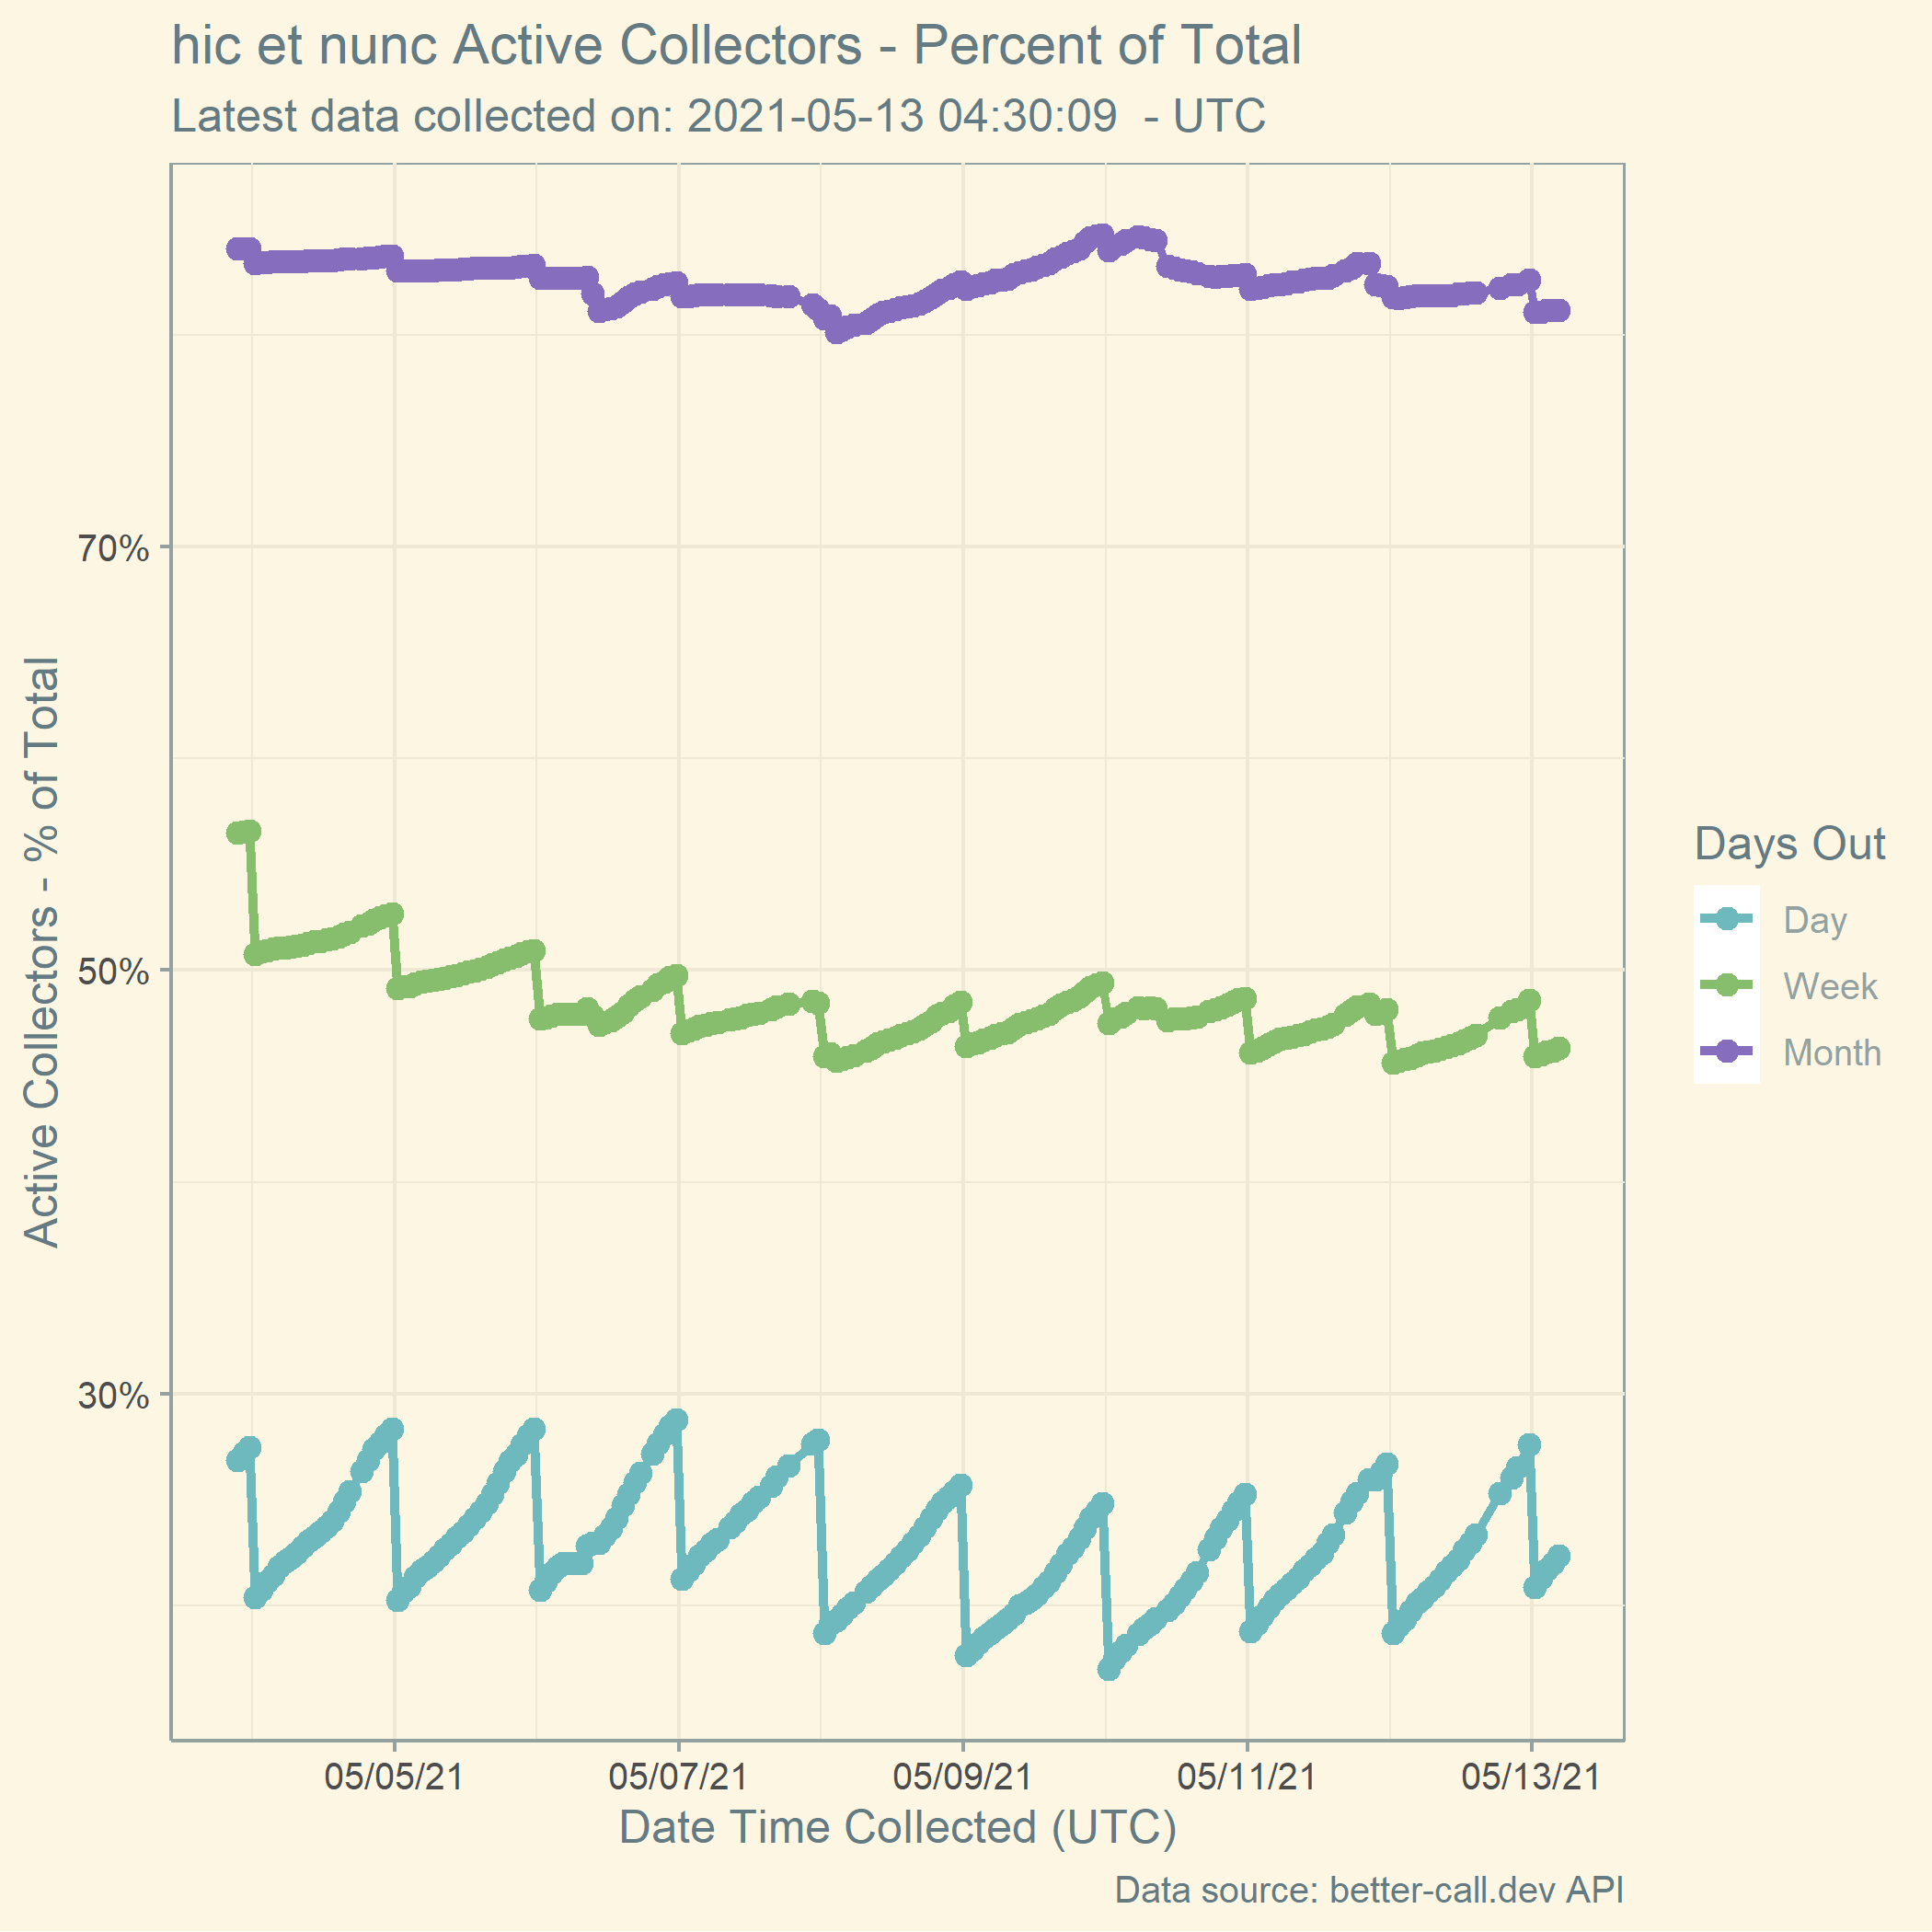 hic et nunc Active Collectors - Percent of Total
Latest data collected on: 2021-05-13 04:30:09  - UTC
Active Collectors - % of Total
70%
50%
30%
Days Out
Day
Week
Month
05/05/21
05/07/21
05/09/21
05/11/21
05/13/21
Date Time Collected (UTC)
Data source: better-call.dev API